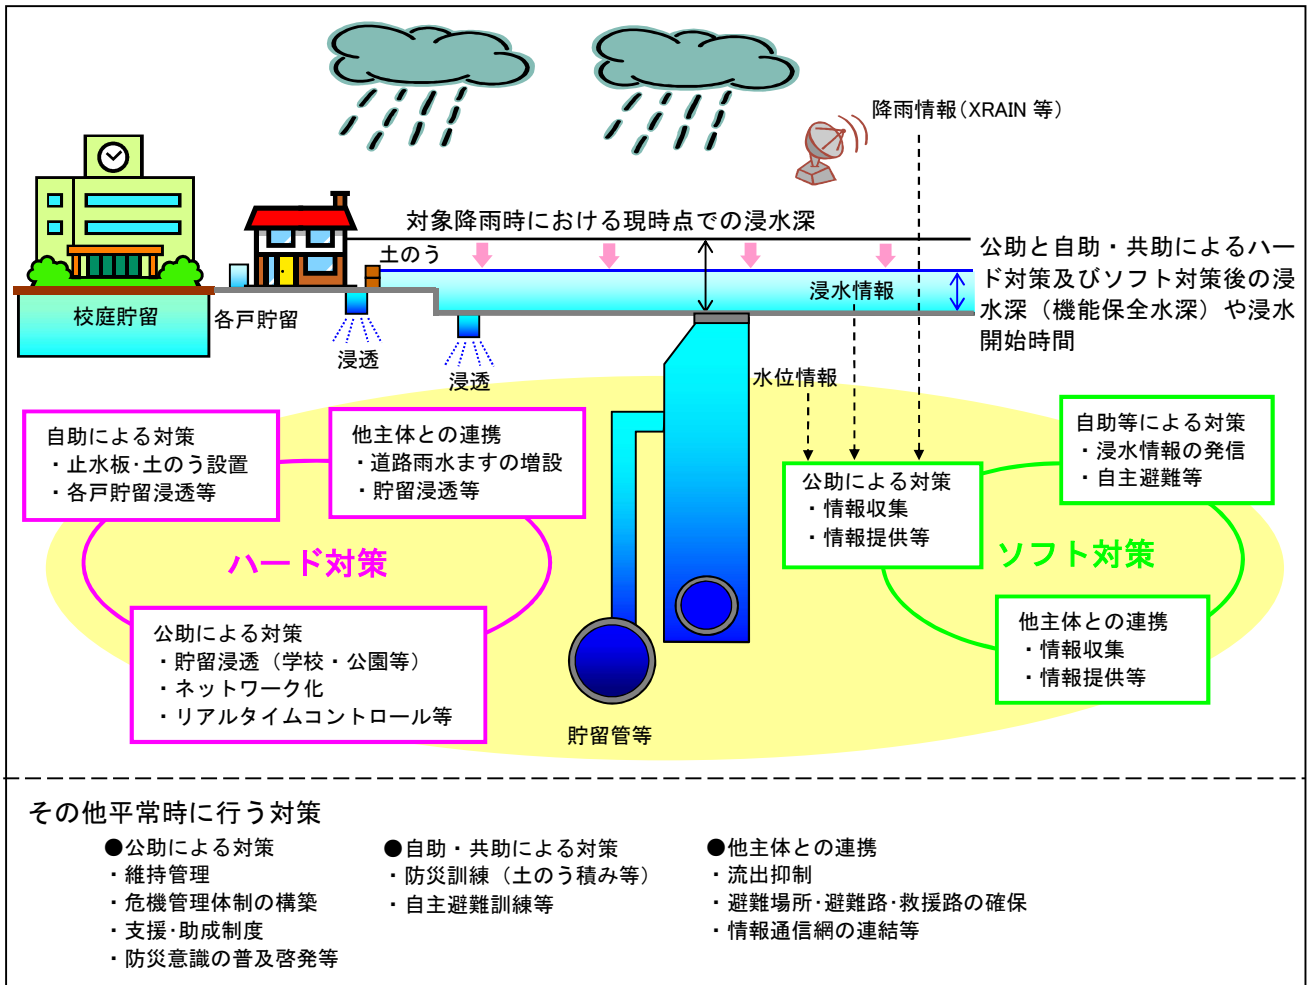 降雨情報(XRAIN 等)
対象降雨時における現時点での浸水深
土のう
公助と自助・共助によるハー
ド対策及びソフト対策後の浸
水深（機能保全水深）や浸水
開始時間
浸水情報
校庭貯留
各戸貯留
浸透
浸透
水位情報
自助による対策
・止水板･土のう設置
・各戸貯留浸透等
他主体との連携
・道路雨水ますの増設
・貯留浸透等
ハード対策
公助による対策
・貯留浸透（学校・公園等）
・ネットワーク化
・リアルタイムコントロール等
貯留管等
公助による対策
・情報収集
・情報提供等
自助等による対策
・浸水情報の発信
・自主避難等
ソフト対策
他主体との連携
・情報収集
・情報提供等
その他平常時に行う対策
●公助による対策
・維持管理
・危機管理体制の構築
・支援･助成制度
・防災意識の普及啓発等
●自助・共助による対策
・防災訓練（土のう積み等）
・自主避難訓練等
●他主体との連携
・流出抑制
・避難場所･避難路･救援路の確保
・情報通信網の連結等